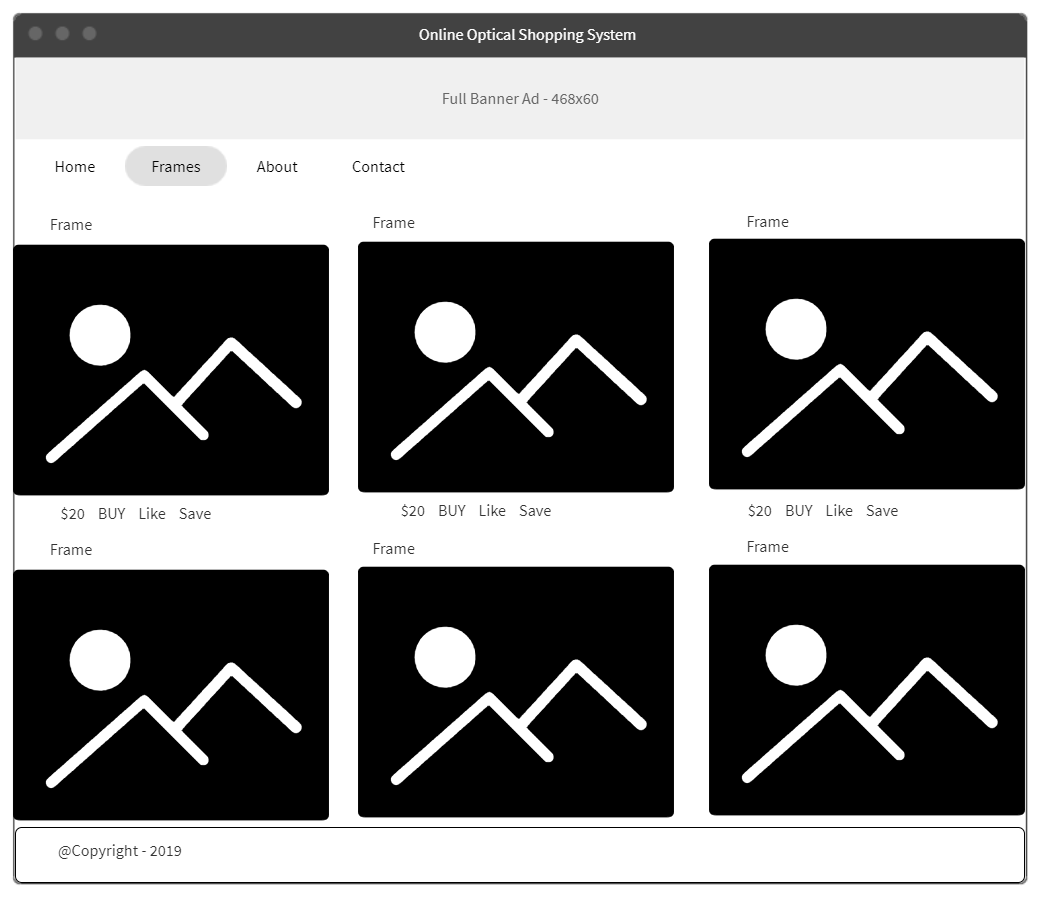 Online Optical Shopping System
Full Banner Ad - 468x60
Home Frames About Contact
Frame Frame Frame
$20 BUY Like Save $20 BUY Like Save $20 BUY Like Save
Frame Frame Frame
@Copyright - 2019